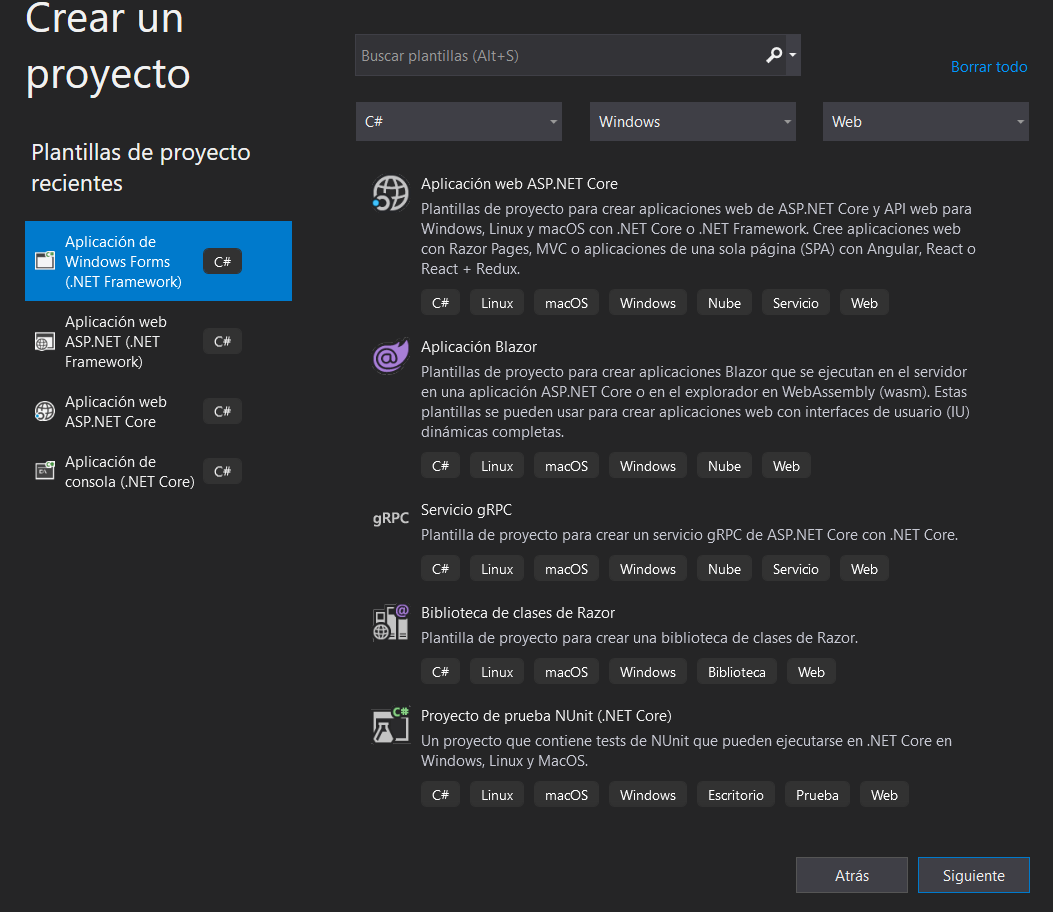 Crear un
proyecto
Plantillas de proyecto
recientes
Aplicación de
Windows Forms
(.NET Framework)
C#
Aplicación web
ASP.NET (.NET
Framework)
C#
Aplicación web
ASP.NET Core
C#
Aplicación de
consola (.NET Core)
C#
Buscar plantillas (Alt+S)
Borrar todo
C#
Windows
Web
Aplicación web ASP.NET Core
Plantillas de proyecto para crear aplicaciones web de ASP.NET Core y API web para
Windows, Linux y macOS con .NET Core o .NET Framework. Cree aplicaciones web
con Razor Pages, MVC o aplicaciones de una sola página (SPA) con Angular, React o
React + Redux.
C# Linux macOS Windows Nube Servicio Web
Aplicación Blazor
Plantillas de proyecto para crear aplicaciones Blazor que se ejecutan en el servidor
en una aplicación ASP.NET Core o en el explorador en WebAssembly (wasm). Estas
plantillas se pueden usar para crear aplicaciones web con interfaces de usuario (IU)
dinámicas completas.
C# Linux macOS Windows Nube Web
gRPC
Servicio gRPC
Plantilla de proyecto para crear un servicio gRPC de ASP.NET Core con .NET Core.
C# Linux macOS Windows Nube Servicio Web
Biblioteca de clases de Razor
Plantilla de proyecto para crear una biblioteca de clases de Razor.
C# Linux macOS Windows Biblioteca Web
C#
Proyecto de prueba NUnit (.NET Core)
Un proyecto que contiene tests de NUnit que pueden ejecutarse en .NET Core en
Windows, Linux y MacOS.
C# Linux macOS Windows Escritorio Prueba Web
Atrás
Siguiente